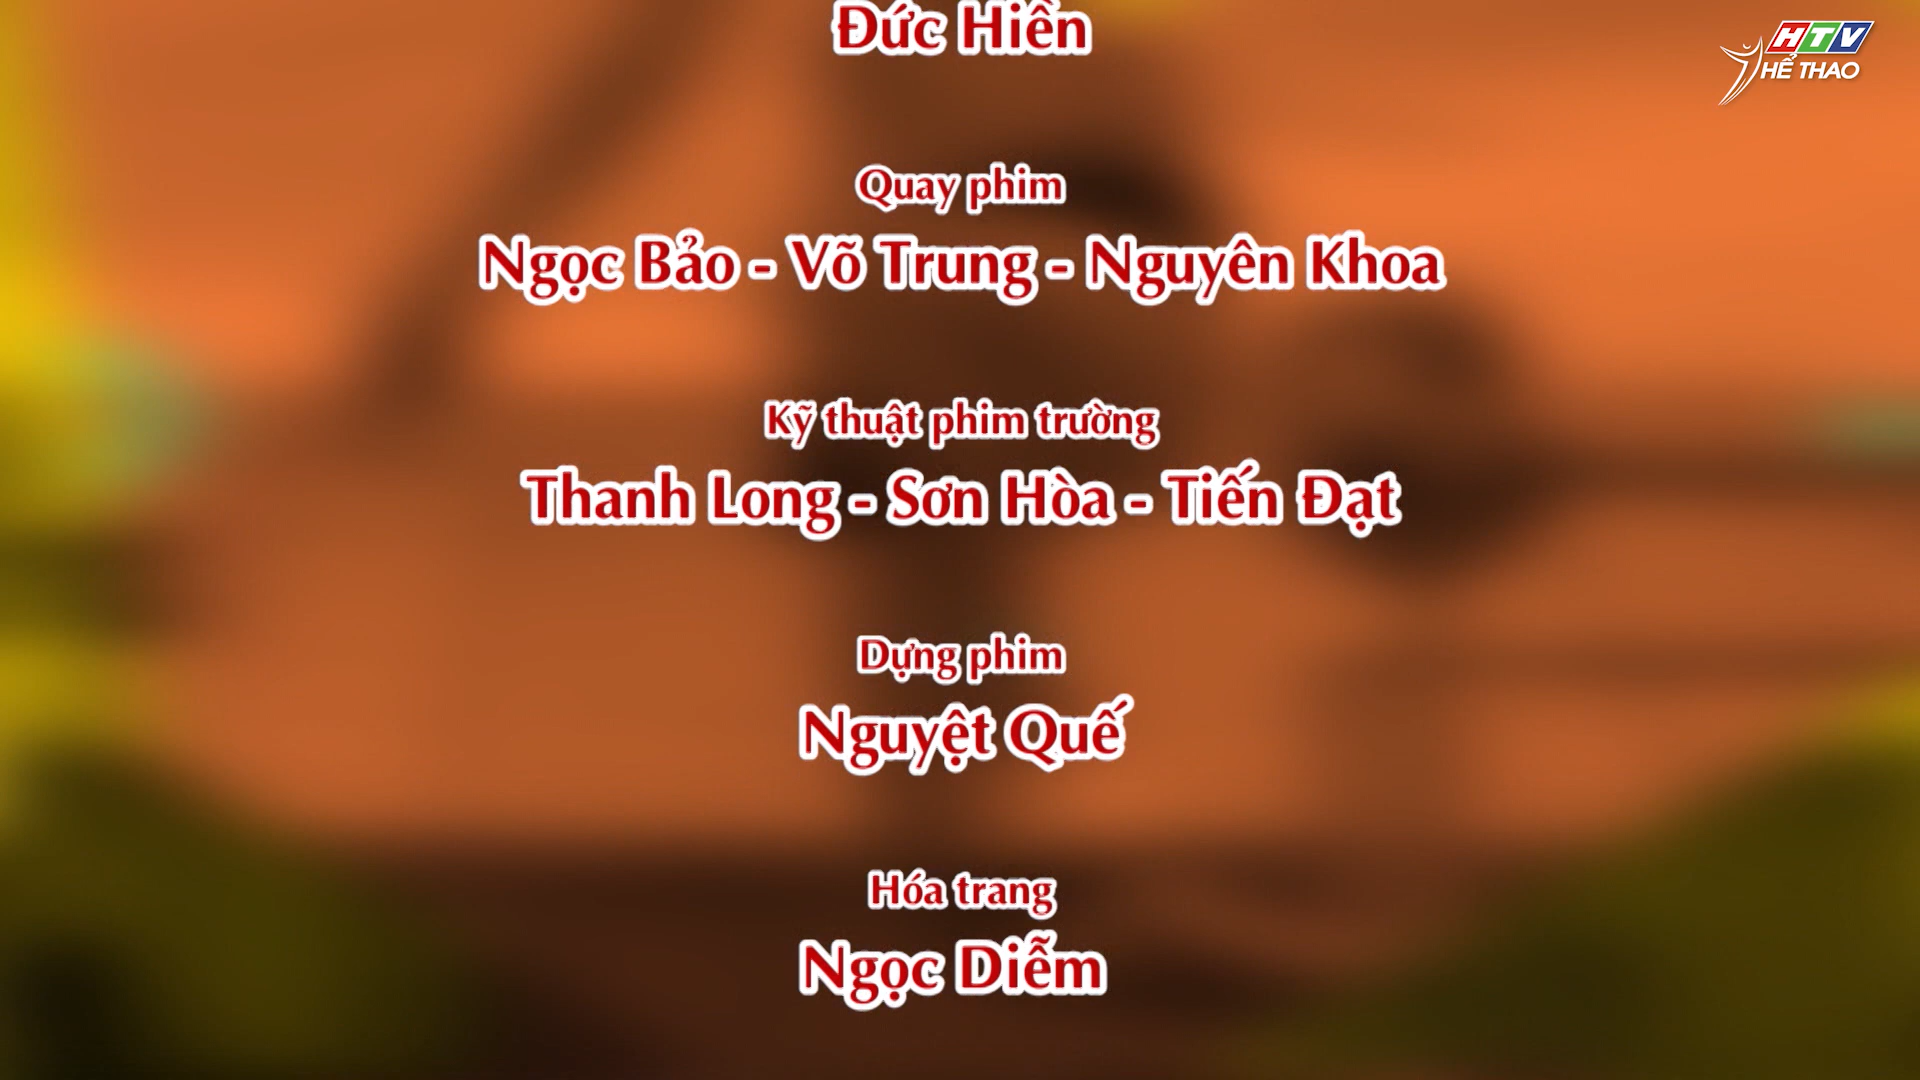 Đức Hiền
HTV
THỂ THAO
Quay phim
Ngọc Bảo - Võ Trung - Nguyên Khoa
Kỹ thuật phim trường
Thanh Long - Sơn Hòa - Tiến Đạt
Dựng phim
Nguyệt Quế
Hóa trang
Ngọc Diễm